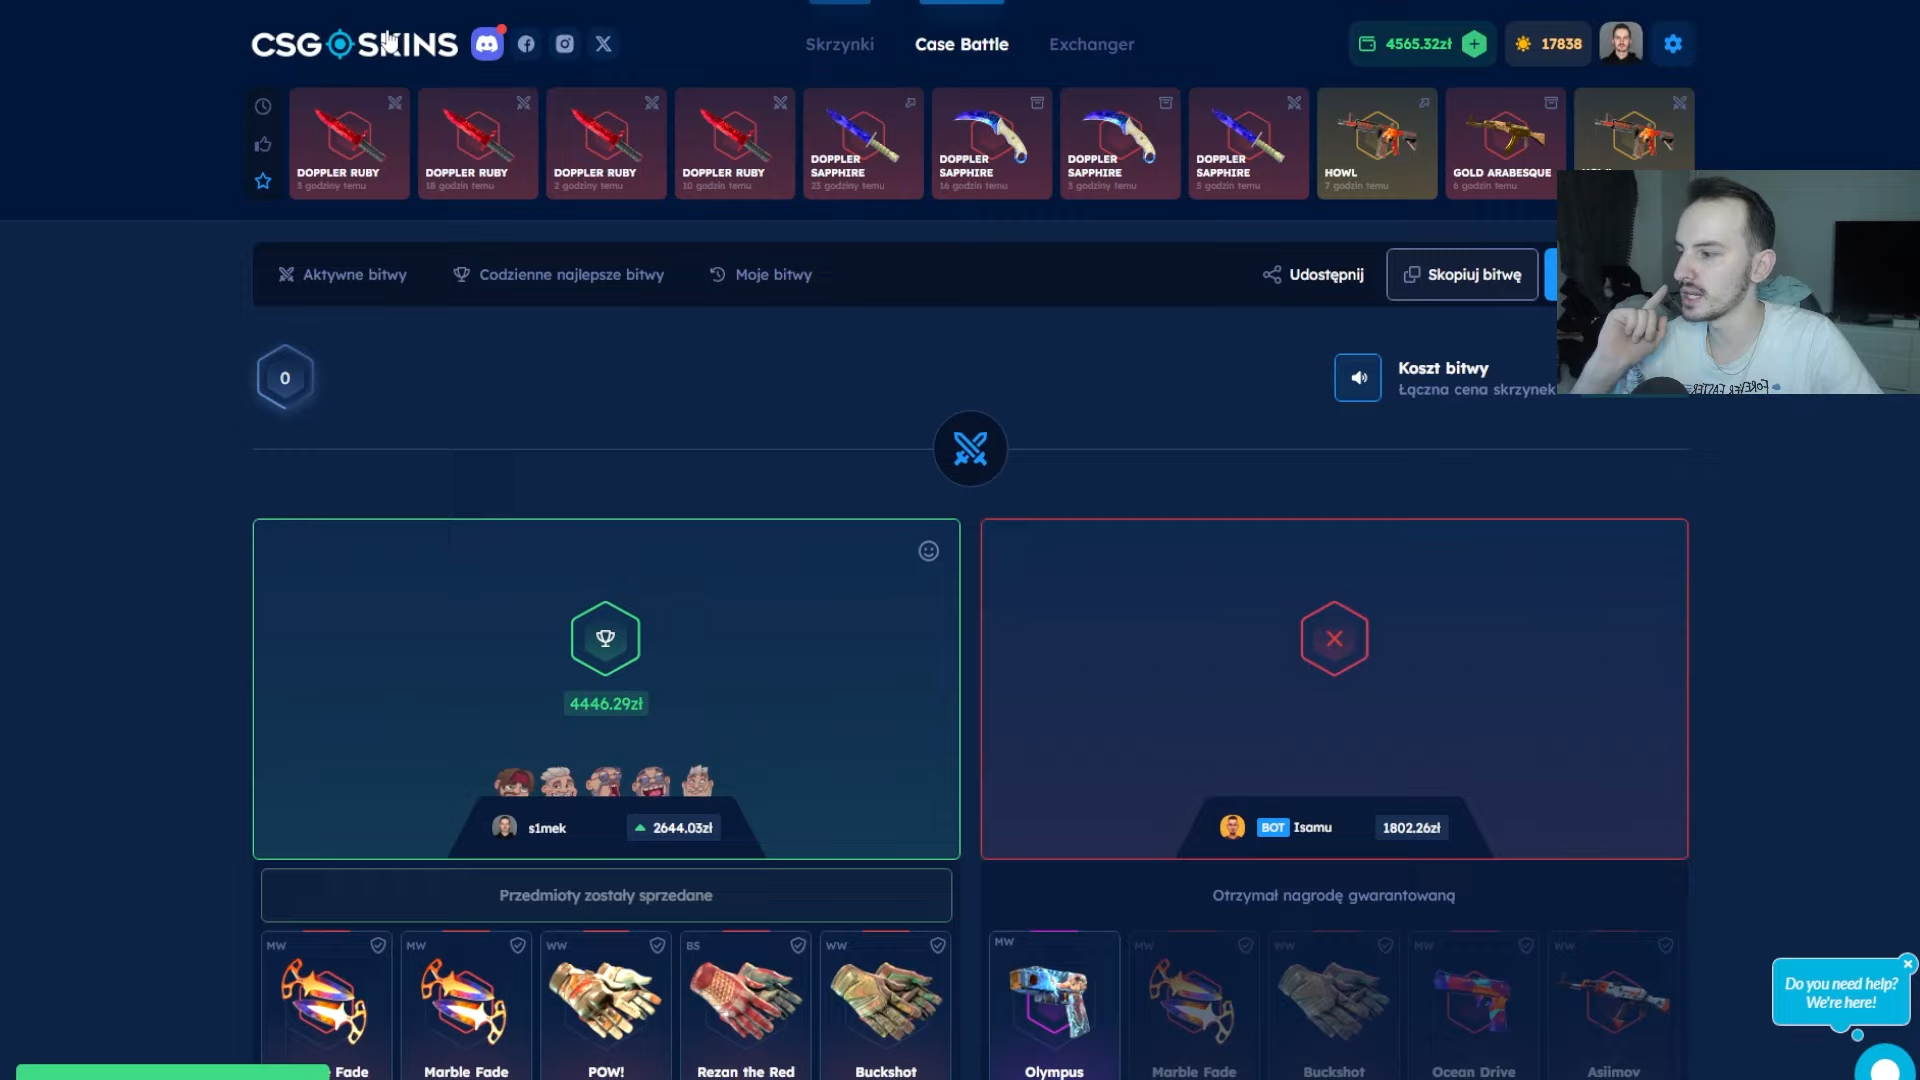 CSGOSKINS
Skrzynki
Case Battle
Exchanger
4565.32zł
17838
DOPPLER RUBY
3 godziny temu
DOPPLER RUBY
18 godzin temu
DOPPLER RUBY
2 godziny temu
DOPPLER RUBY
10 godzin temu
DOPPLER
SAPPHIRE
23 godziny temu
DOPPLER
SAPPHIRE
16 godzin temu
DOPPLER
SAPPHIRE
3 godziny temu
DOPPLER
SAPPHIRE
5 godzin temu
HOWL
7 godzin temu
GOLD ARABESQUE
6 godzin temu
Aktywne bitwy
Codzienne najlepsze bitwy
Moje bitwy
Udostępnij
Skopiuj bitwę
0
Koszt bitwy
Łączna cena skrzynek
FOREVER FASTER
4446.29zł
s1mek
2644.03zł
BOT Isamu
1802.26zł
Przedmioty zostały sprzedane
Otrzymał nagrodę gwarantowaną
MW
MW
WW
BS
WW
MW
MW
WW
MW
WW
Fade
Marble Fade
POW!
Rezan the Red
Buckshot
Olympus
Marble Fade
Buckshot
Ocean Drive
Asiimov
Do you need help?
We're here!